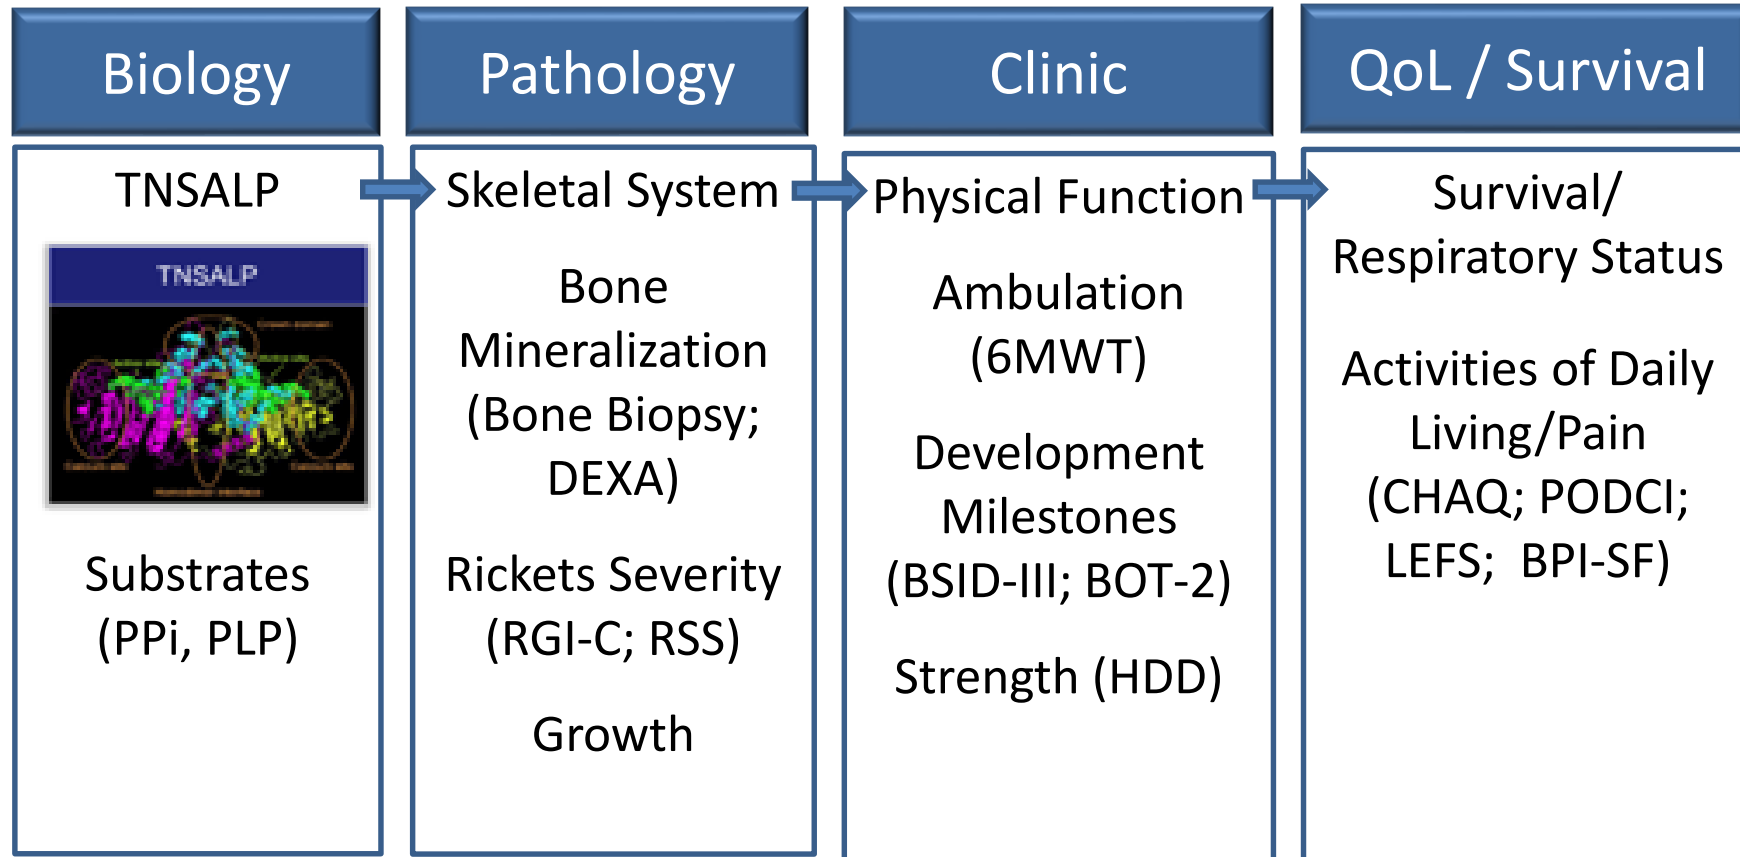 Biology
TNSALP
TNSALP
Substrates
(PPi, PLP)
Pathology
Skeletal System
Bone
Mineralization
(Bone Biopsy;
DEXA)
Rickets Severity
(RGI-C; RSS)
Growth
Clinic
Physical Function
Ambulation
(6MWT)
Development
Milestones
(BSID-III; BOT-2)
Strength (HDD)
QoL / Survival
Survival/
Respiratory Status
Activities of Daily
Living/Pain
(CHAQ; PODCI;
LEFS; BPI-SF)